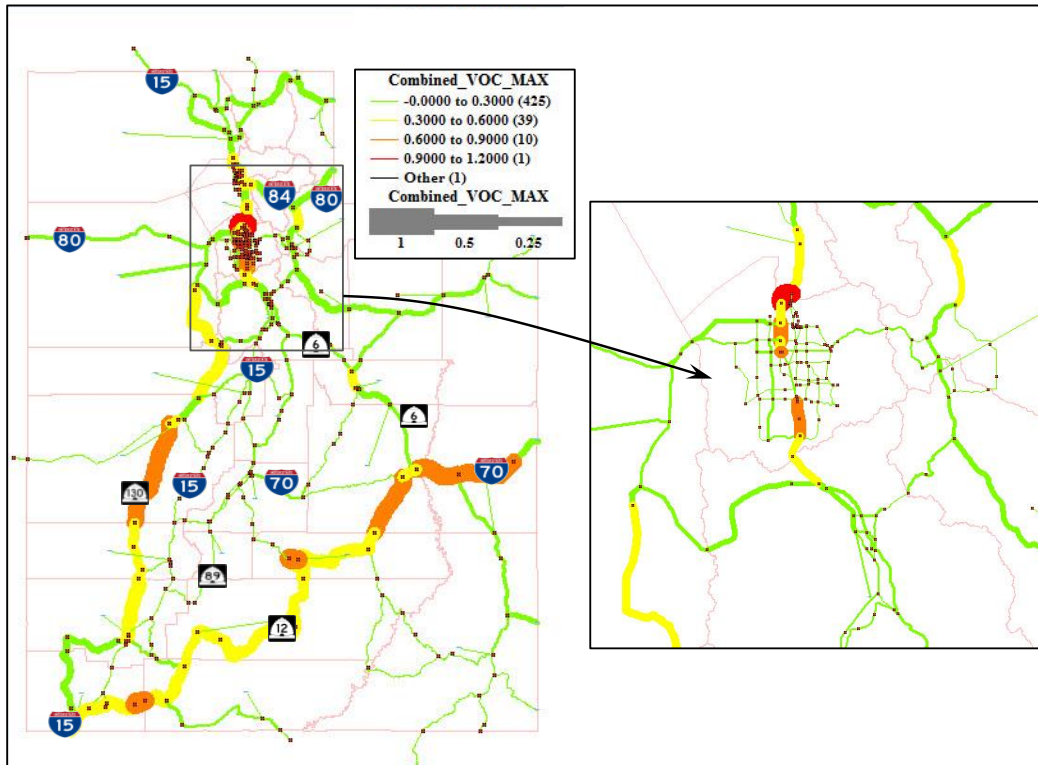 15
Combined_VOC_MAX
-0.0000 to 0.3000 (425)
0.3000 to 0.6000 (39)
0.6000 to 0.9000 (10)
0.9000 to 1.2000 (1)
Other (1)
Combined_VOC_MAX
1 0.5 0.25
84
80
80
6
15
6
15
70
70
130
89
12
15